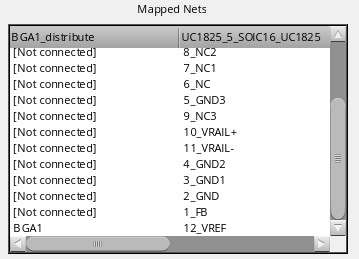 Mapped Nets
BGA1_distribute UC1825_5_SOIC16_UC1825
[Not connected] 8_NC2
[Not connected] 7_NC1
[Not connected] 6_NC
[Not connected] 5_GND3
[Not connected] 9_NC3
[Not connected] 10_VRAIL+
[Not connected] 11_VRAIL-
[Not connected] 4_GND2
[Not connected] 3_GND1
[Not connected] 2_GND
[Not connected] 1_FB
BGA1 12_VREF